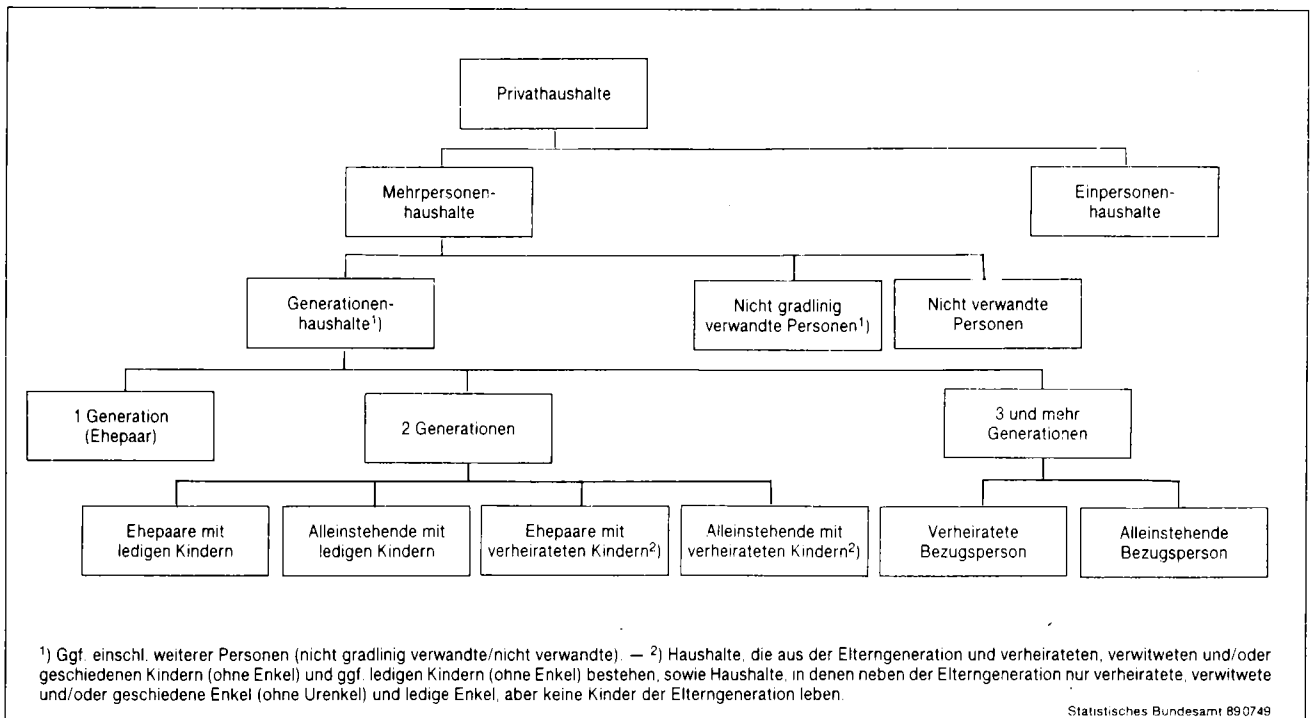 Privathaushalte
Mehrpersonen-
haushalte
Einpersonen-
haushalte
Generationen-
haushalte¹)
Nicht gradlinig
verwandte Personen¹)
Nicht verwandte
Personen
1 Generation
(Ehepaar)
2 Generationen
3 und mehr
Generationen
Ehepaare mit
ledigen Kindern
Alleinstehende mit
ledigen Kindern
Ehepaare mit
verheirateten Kindern²)
Alleinstehende mit
verheirateten Kindern²)
Verheiratete
Bezugsperson
Alleinstehende
Bezugsperson
¹) Ggf. einschl. weiterer Personen (nicht gradlinig verwandte/nicht verwandte). — ²) Haushalte, die aus der Elterngeneration und verheirateten, verwitweten und/oder
geschiedenen Kindern (ohne Enkel) und ggf. ledigen Kindern (ohne Enkel) bestehen, sowie Haushalte, in denen neben der Elterngeneration nur verheiratete, verwitwete
und/oder geschiedene Enkel (ohne Urenkel) und ledige Enkel, aber keine Kinder der Elterngeneration leben.
Statistisches Bundesamt 890749